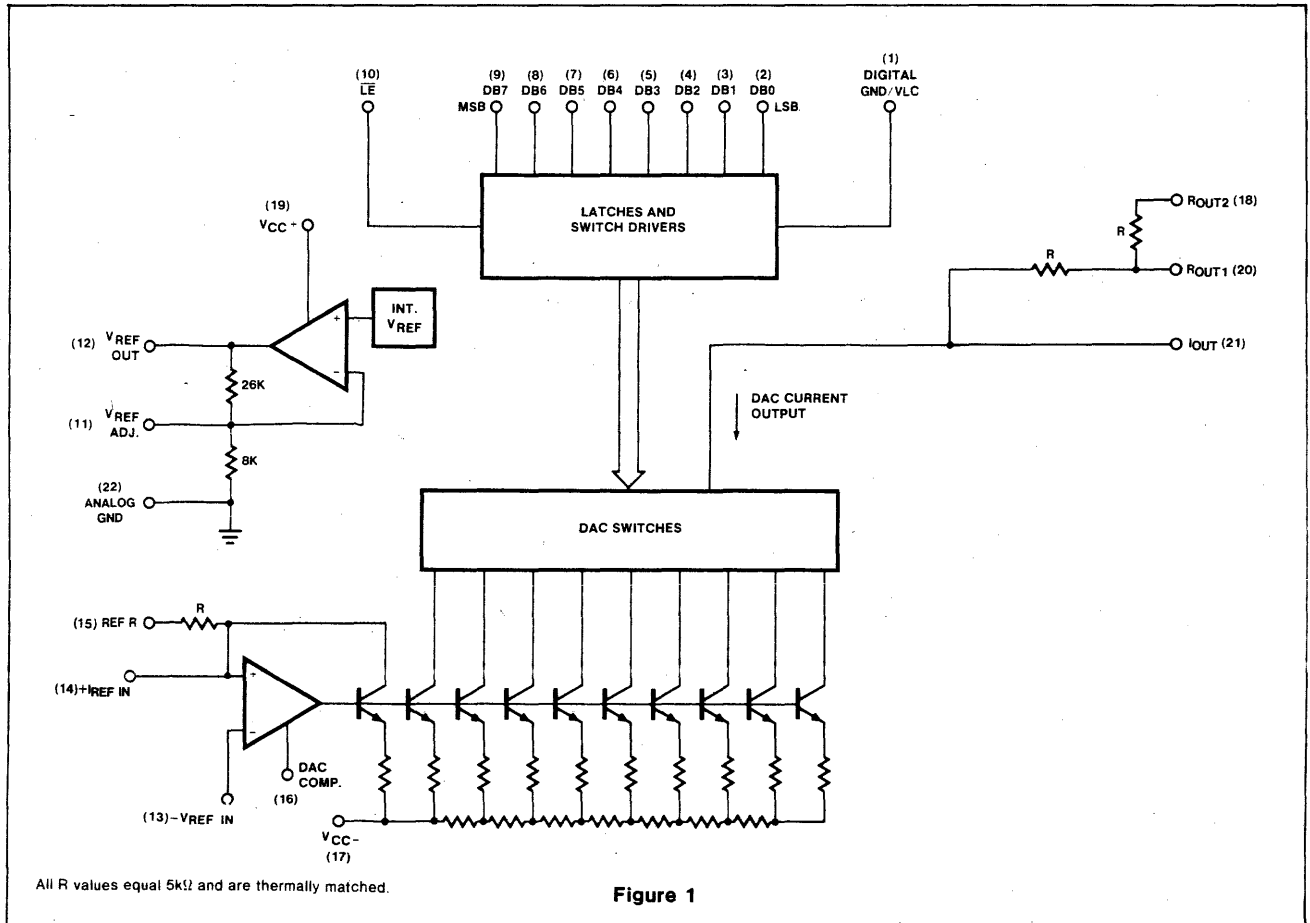 (10)
LE
(9)
DB7
MSB
(8)
DB6
(7)
DB5
(6)
DB4
(5)
DB3
(4)
DB2
(3)
DB1
(2)
DB0
LSB
(1)
DIGITAL
GND/VLC
LATCHES AND
SWITCH DRIVERS
(19)
VCC+
INT.
VREF
+
−
(12) VREF
OUT
26K
(11) VREF
ADJ.
8K
(22)
ANALOG
GND
R
ROUT2 (18)
R
ROUT1 (20)
IOUT (21)
DAC CURRENT
OUTPUT
DAC SWITCHES
(15) REF R
R
(14)+IREF IN
+
−
DAC
COMP.
(16)
(13)−VREF IN
VCC−
(17)
All R values equal 5kΩ and are thermally matched.
Figure 1